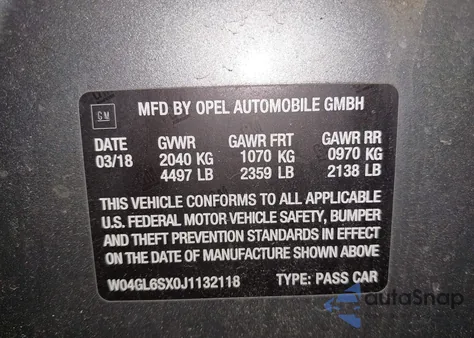 GM
MFD BY OPEL AUTOMOBILE GMBH
DATE GVWR GAWR FRT GAWR RR
03/18 2040 KG 1070 KG 0970 KG
4497 LB 2359 LB 2138 LB
THIS VEHICLE CONFORMS TO ALL APPLICABLE
U.S. FEDERAL MOTOR VEHICLE SAFETY, BUMPER
AND THEFT PREVENTION STANDARDS IN EFFECT
ON THE DATE OF MANUFACTURE SHOWN ABOVE
W04GL6SX0J1132118 TYPE: PASS CAR
autoSnap